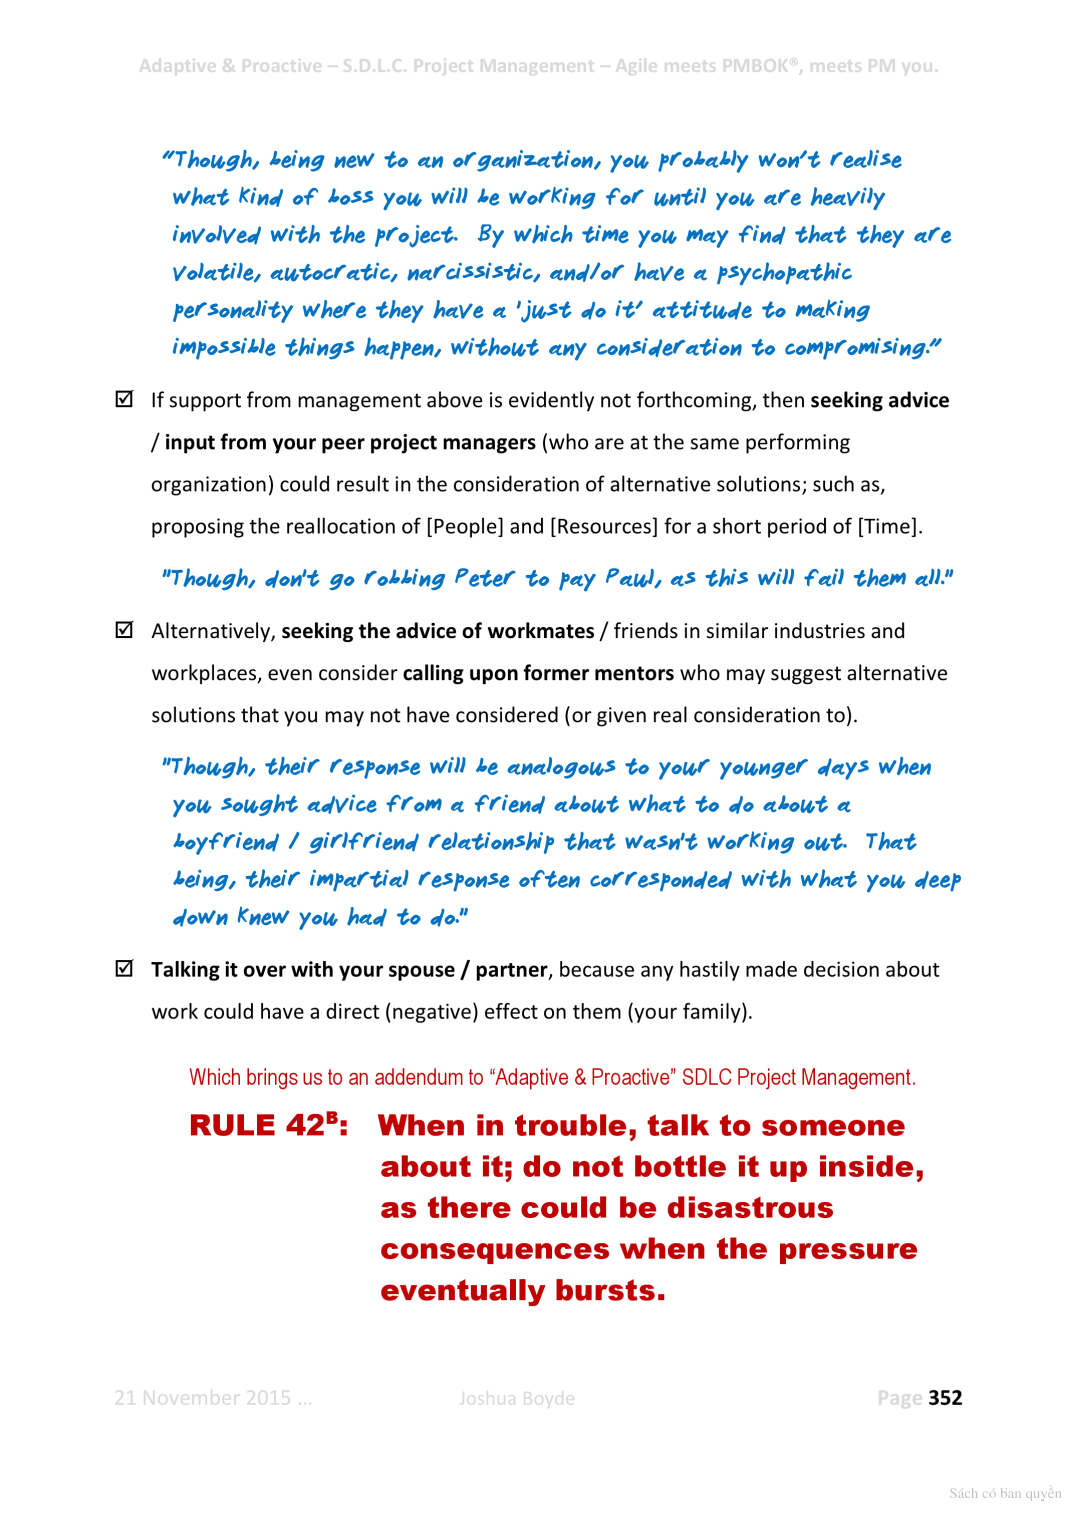 Adaptive & Proactive – S.D.L.C. Project Management – Agile meets PMBOK®, meets PM you.
“Though, being new to an organization, you probably won’t realise
what kind of boss you will be working for until you are heavily
involved with the project.  By which time you may find that they are
volatile, autocratic, narcissistic, and/or have a psychopathic
personality where they have a 'just do it’ attitude to making
impossible things happen, without any consideration to compromising.”
☑ If support from management above is evidently not forthcoming, then seeking advice
/ input from your peer project managers (who are at the same performing
organization) could result in the consideration of alternative solutions; such as,
proposing the reallocation of [People] and [Resources] for a short period of [Time].
"Though, don't go robbing Peter to pay Paul, as this will fail them all."
☑ Alternatively, seeking the advice of workmates / friends in similar industries and
workplaces, even consider calling upon former mentors who may suggest alternative
solutions that you may not have considered (or given real consideration to).
"Though, their response will be analogous to your younger days when
you sought advice from a friend about what to do about a
boyfriend / girlfriend relationship that wasn't working out.  That
being, their impartial response often corresponded with what you deep
down knew you had to do."
☑ Talking it over with your spouse / partner, because any hastily made decision about
work could have a direct (negative) effect on them (your family).
Which brings us to an addendum to “Adaptive & Proactive” SDLC Project Management.
RULE 42ᴮ: When in trouble, talk to someone
about it; do not bottle it up inside,
as there could be disastrous
consequences when the pressure
eventually bursts.
21 November 2015 … Joshua Boyde Page 352
Sách có bản quyền